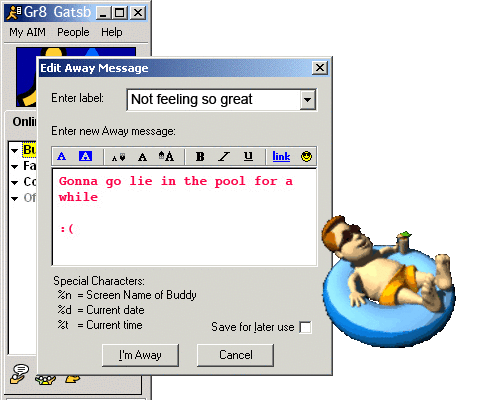 Gr8 Gatsb
My AIM People Help
Edit Away Message
Enter label: Not feeling so great
Enter new Away message:
A A A A A B I U link
Gonna go lie in the pool for a
while
:(
Special Characters:
%n = Screen Name of Buddy
%d = Current date
%t = Current time
Save for later use
I'm Away Cancel
Onlin
Bu
Fa
Co
Of